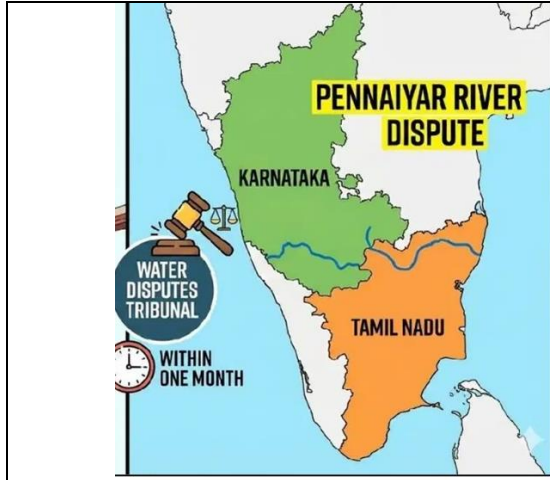 PENNAIYAR RIVER
DISPUTE
KARNATAKA
WATER
DISPUTES
TRIBUNAL
TAMIL NADU
WITHIN
ONE MONTH